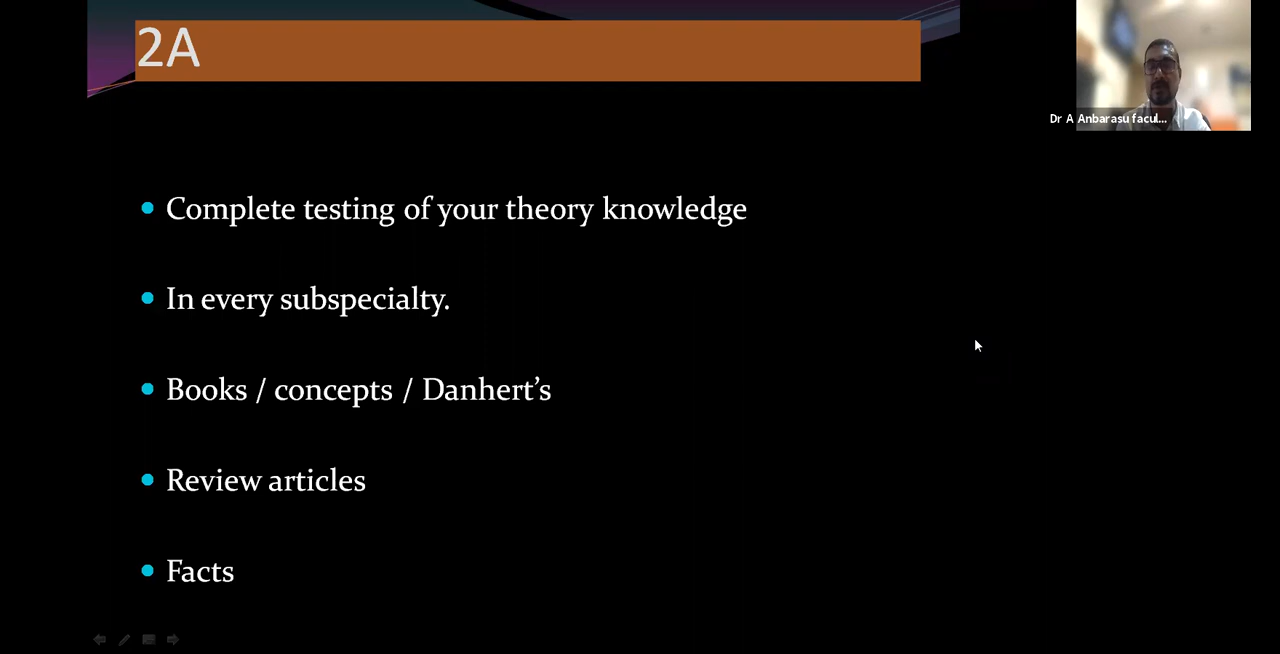 2A
Dr A Anbarasu facul...
Complete testing of your theory knowledge
In every subspecialty.
Books / concepts / Danhert’s
Review articles
Facts